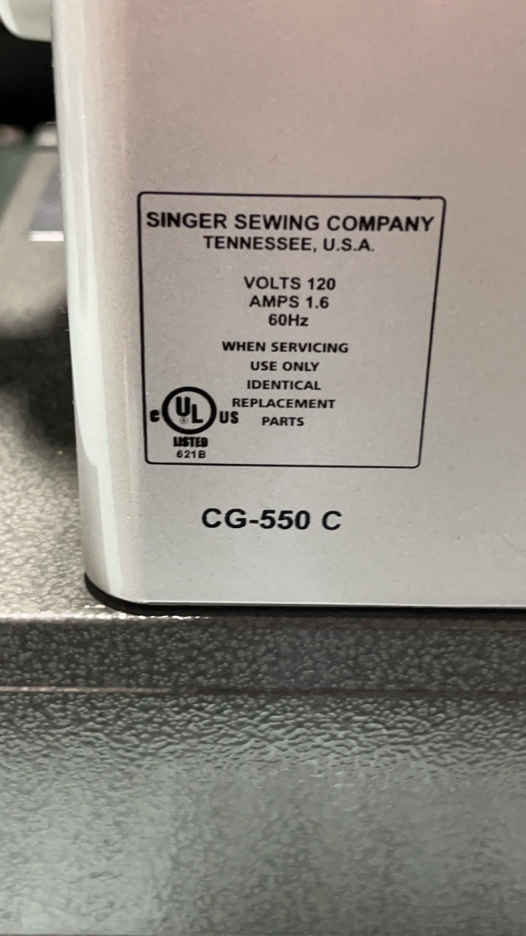 SINGER SEWING COMPANY
TENNESSEE, U.S.A.
VOLTS 120
AMPS 1.6
60Hz
WHEN SERVICING
USE ONLY
IDENTICAL
REPLACEMENT
PARTS
c UL US
LISTED
621B
CG-550 C